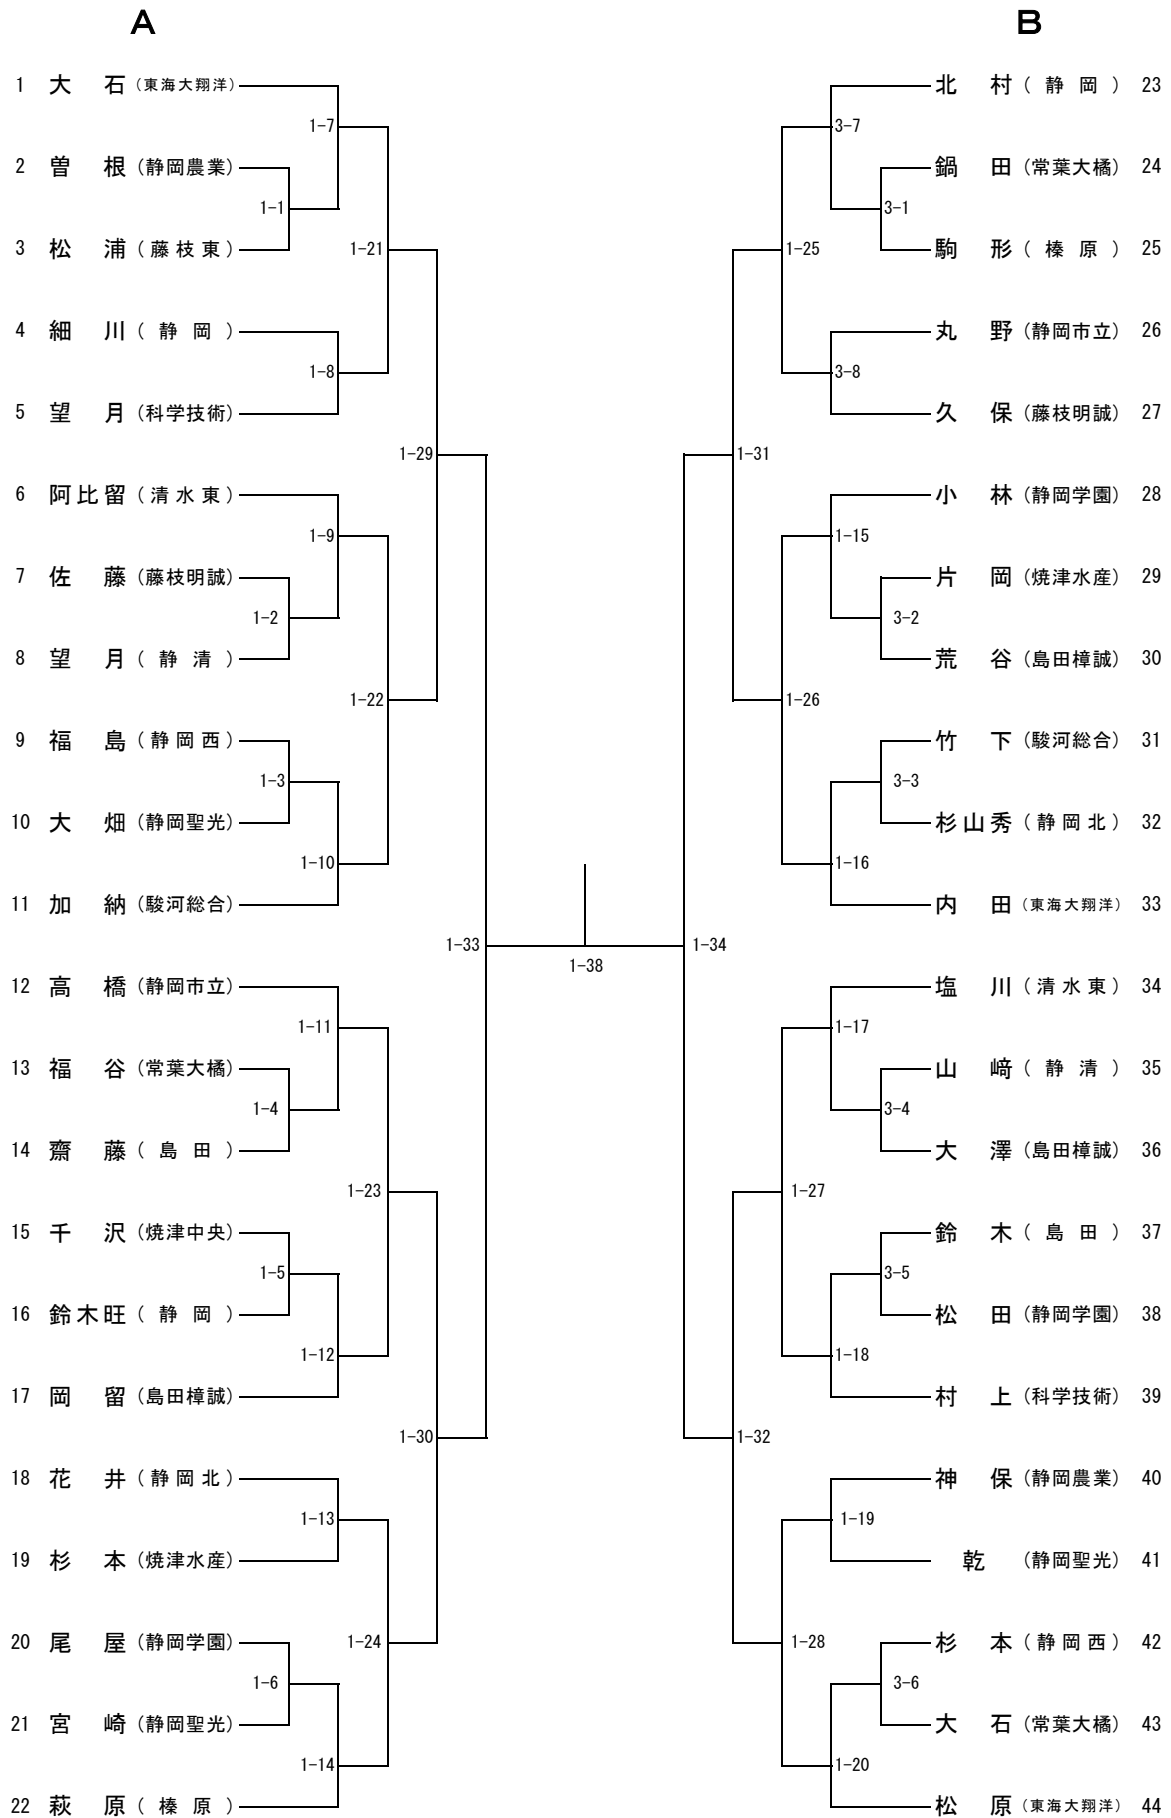 A
1 大 石 (東海大翔洋)
1-7
2 曽 根 (静岡農業)
1-1
3 松 浦 (藤枝東)
1-21
4 細 川 (静岡)
1-8
5 望 月 (科学技術)
1-29
6 阿比留 (清水東)
1-9
7 佐 藤 (藤枝明誠)
1-2
8 望 月 (静清)
1-22
9 福 島 (静岡西)
1-3
10 大 畑 (静岡聖光)
1-10
11 加 納 (駿河総合)
1-33
12 高 橋 (静岡市立)
1-11
13 福 谷 (常葉大橘)
1-4
14 齋 藤 (島田)
1-23
15 千 沢 (焼津中央)
1-5
16 鈴木旺 (静岡)
1-12
17 岡 留 (島田樟誠)
1-30
18 花 井 (静岡北)
1-13
19 杉 本 (焼津水産)
20 尾 屋 (静岡学園)
1-24
1-6
21 宮 崎 (静岡聖光)
1-14
22 萩 原 (榛原)
1-38
B
北 村 (静岡) 23
3-7
鍋 田 (常葉大橘) 24
3-1
駒 形 (榛原) 25
1-25
丸 野 (静岡市立) 26
3-8
久 保 (藤枝明誠) 27
1-31
小 林 (静岡学園) 28
1-15
片 岡 (焼津水産) 29
3-2
荒 谷 (島田樟誠) 30
1-26
竹 下 (駿河総合) 31
3-3
杉山秀 (静岡北) 32
1-16
内 田 (東海大翔洋) 33
1-34
塩 川 (清水東) 34
1-17
山 﨑 (静清) 35
3-4
大 澤 (島田樟誠) 36
1-27
鈴 木 (島田) 37
3-5
松 田 (静岡学園) 38
1-18
村 上 (科学技術) 39
1-32
神 保 (静岡農業) 40
1-19
乾 (静岡聖光) 41
杉 本 (静岡西) 42
1-28
3-6
大 石 (常葉大橘) 43
1-20
松 原 (東海大翔洋) 44